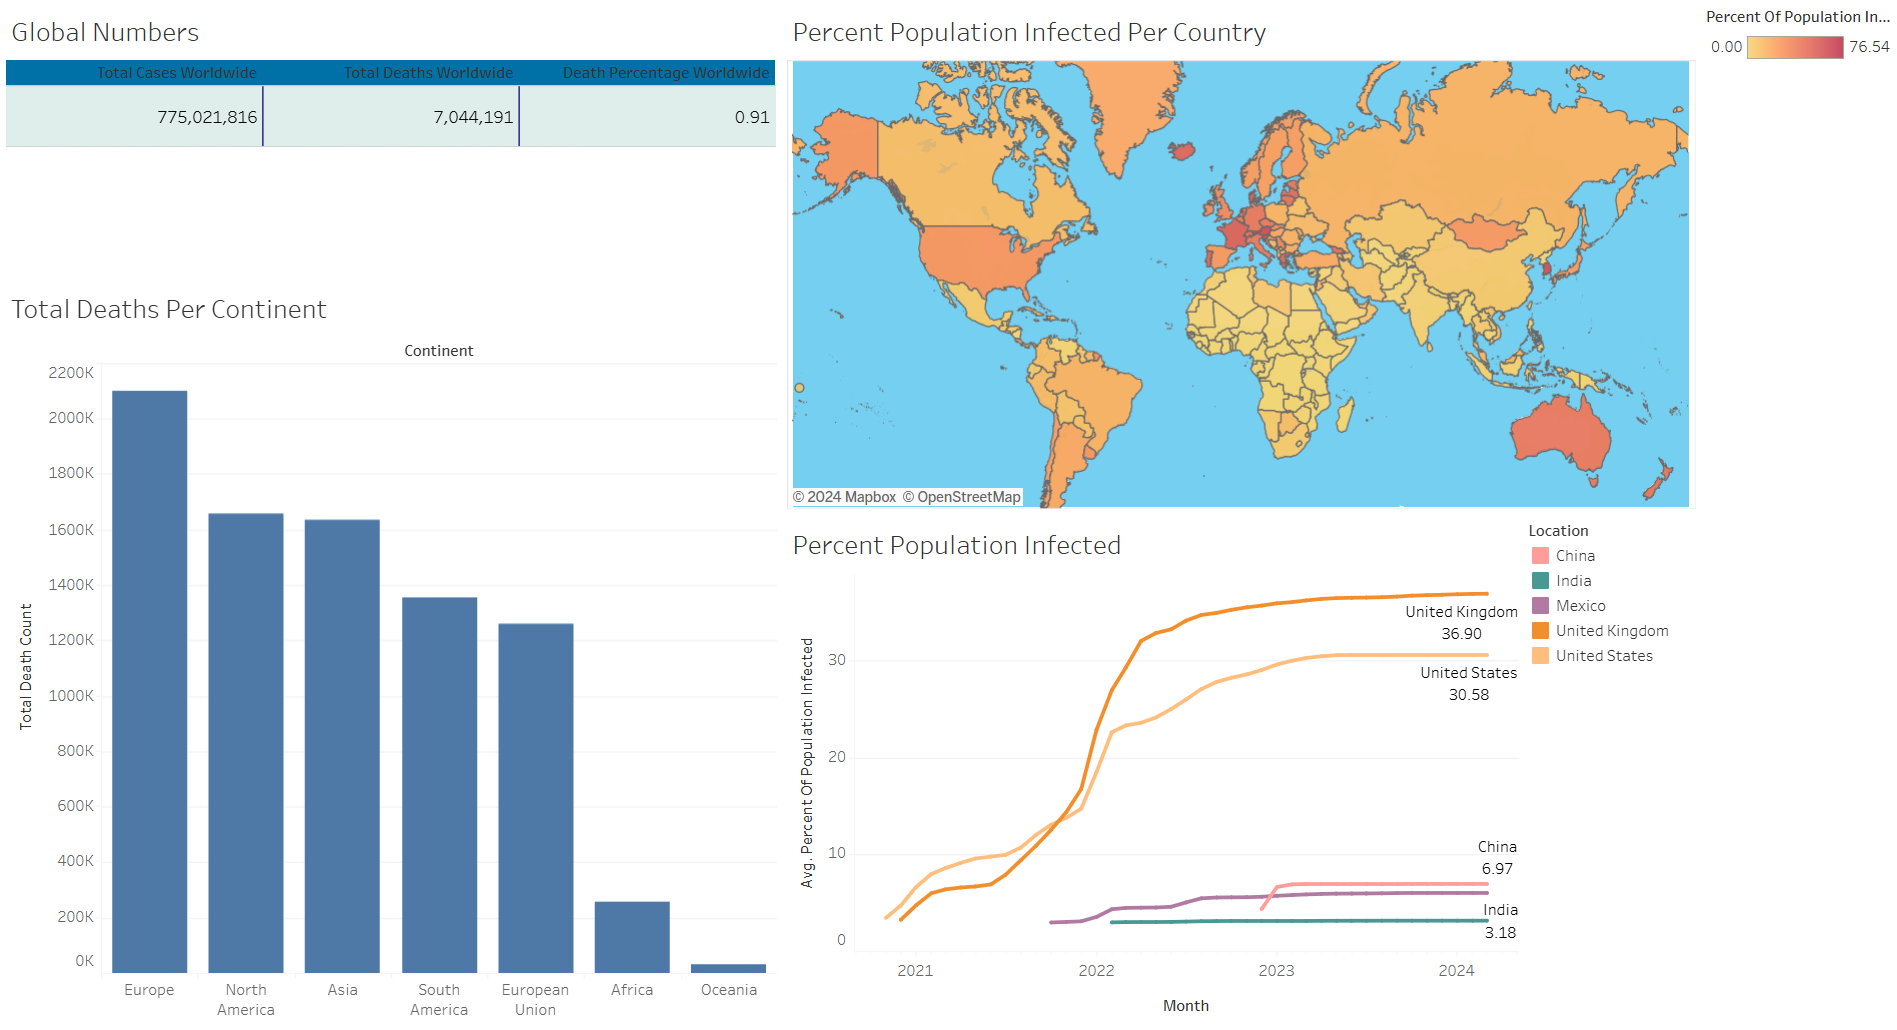 Global Numbers
Total Cases Worldwide Total Deaths Worldwide Death Percentage Worldwide
775,021,816 7,044,191 0.91
Total Deaths Per Continent
Continent
Total Death Count
2200K
2000K
1800K
1600K
1400K
1200K
1000K
800K
600K
400K
200K
0K
Europe
North
America
Asia
South
America
European
Union
Africa
Oceania
Percent Population Infected Per Country
© 2024 Mapbox © OpenStreetMap
Percent Of Population In...
0.00 76.54
Percent Population Infected
Avg. Percent Of Population Infected
30
20
10
0
United Kingdom
36.90
United States
30.58
China
6.97
India
3.18
2021 2022 2023 2024
Month
Location
China
India
Mexico
United Kingdom
United States